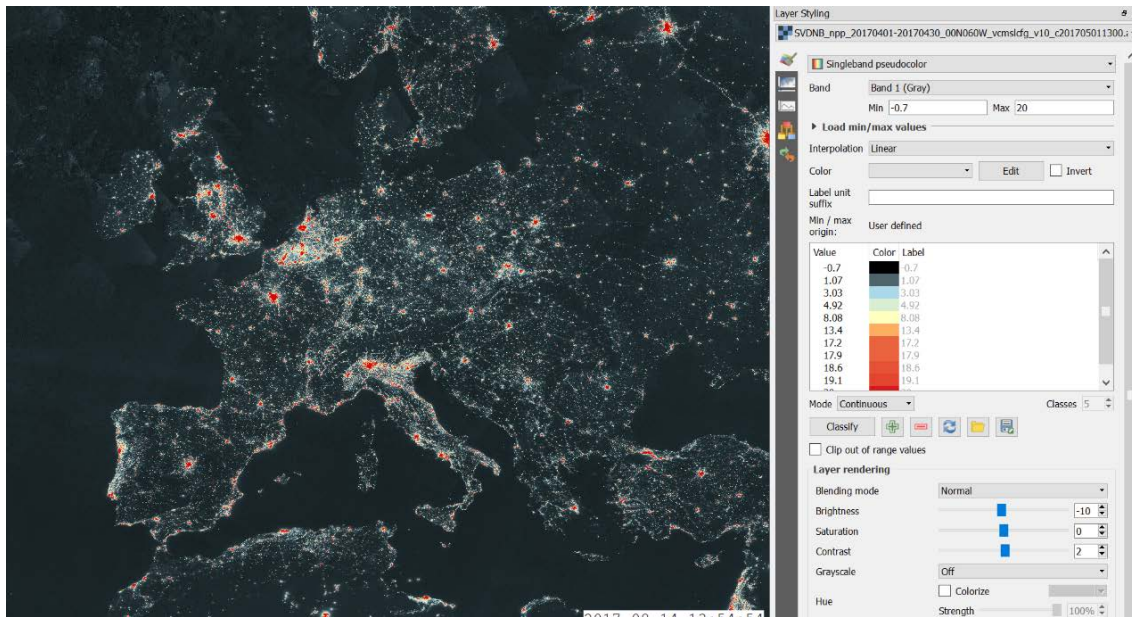 Layer Styling
SVDNB_npp_20170401-20170430_00N060W_vcmslcfg_v10_c201705011300.
Singleband pseudocolor
Band Band 1 (Gray)
Min -0.7 Max 20
Load min/max values
Interpolation Linear
Color Edit Invert
Label unit
suffix
Min / max
origin: User defined
Value Color Label
-0.7 -0.7
1.07 1.07
3.03 3.03
4.92 4.92
8.08 8.08
13.4 13.4
17.2 17.2
17.9 17.9
18.6 18.6
19.1 19.1
Mode Continuous Classes 5
Classify
Clip out of range values
Layer rendering
Blending mode Normal
Brightness -10
Saturation 0
Contrast 2
Grayscale Off
Colorize
Hue
Strength 100%